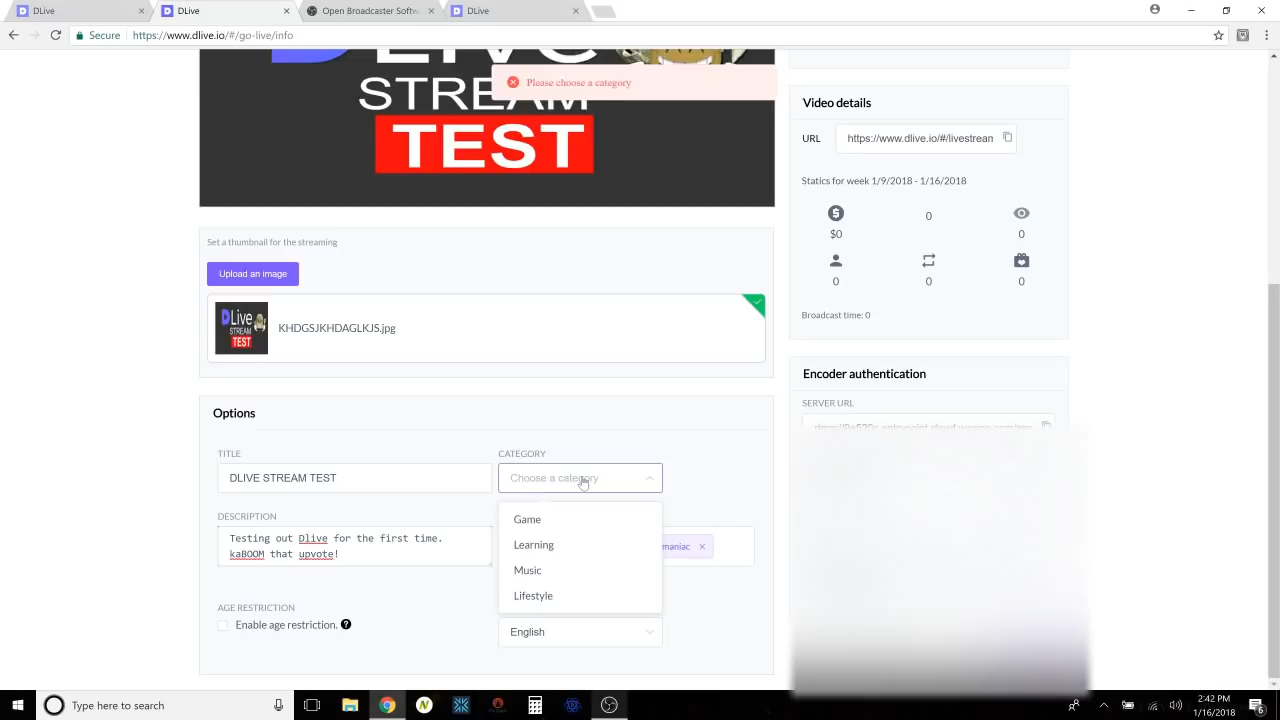 DLive
DLive
Open Broadcaster Softwa
DLive
Secure
https://www.dlive.io/#/go-live/info
STREAM
TEST
Please choose a category
Set a thumbnail for the streaming
Upload an image
DLive
STREAM
TEST
KHDGSJKHDAGLKJS.jpg
Options
TITLE
DLIVE STREAM TEST
CATEGORY
Choose a category
Game
Learning
Music
Lifestyle
DESCRIPTION
Testing out Dlive for the first time.
kaBOOM that upvote!
maniac
AGE RESTRICTION
Enable age restriction.
English
Video details
URL
https://www.dlive.io/#/livestream
Statics for week 1/9/2018 - 1/16/2018
0
$0
0
0
0
0
Broadcast time: 0
Encoder authentication
SERVER URL
Type here to search
2:42 PM
1/16/2018
6